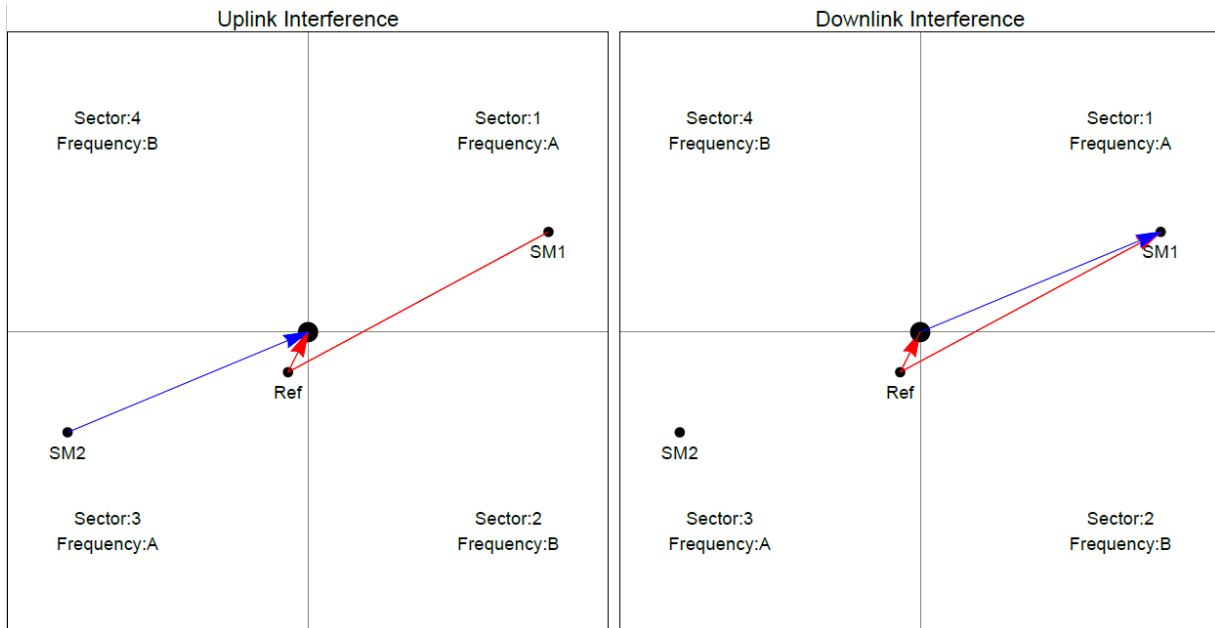 Uplink Interference
Sector:4
Frequency:B
Sector:1
Frequency:A
SM1
Ref
SM2
Sector:3
Frequency:A
Sector:2
Frequency:B
Downlink Interference
Sector:4
Frequency:B
Sector:1
Frequency:A
SM1
Ref
SM2
Sector:3
Frequency:A
Sector:2
Frequency:B